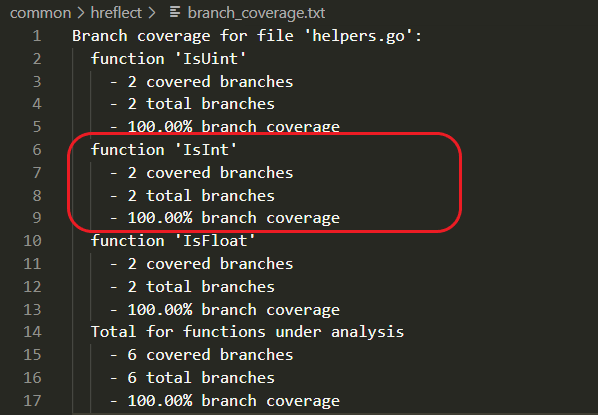 common > hreflect > branch_coverage.txt
1 Branch coverage for file 'helpers.go':
2 function 'IsUint'
3 - 2 covered branches
4 - 2 total branches
5 - 100.00% branch coverage
6 function 'IsInt'
7 - 2 covered branches
8 - 2 total branches
9 - 100.00% branch coverage
10 function 'IsFloat'
11 - 2 covered branches
12 - 2 total branches
13 - 100.00% branch coverage
14 Total for functions under analysis
15 - 6 covered branches
16 - 6 total branches
17 - 100.00% branch coverage